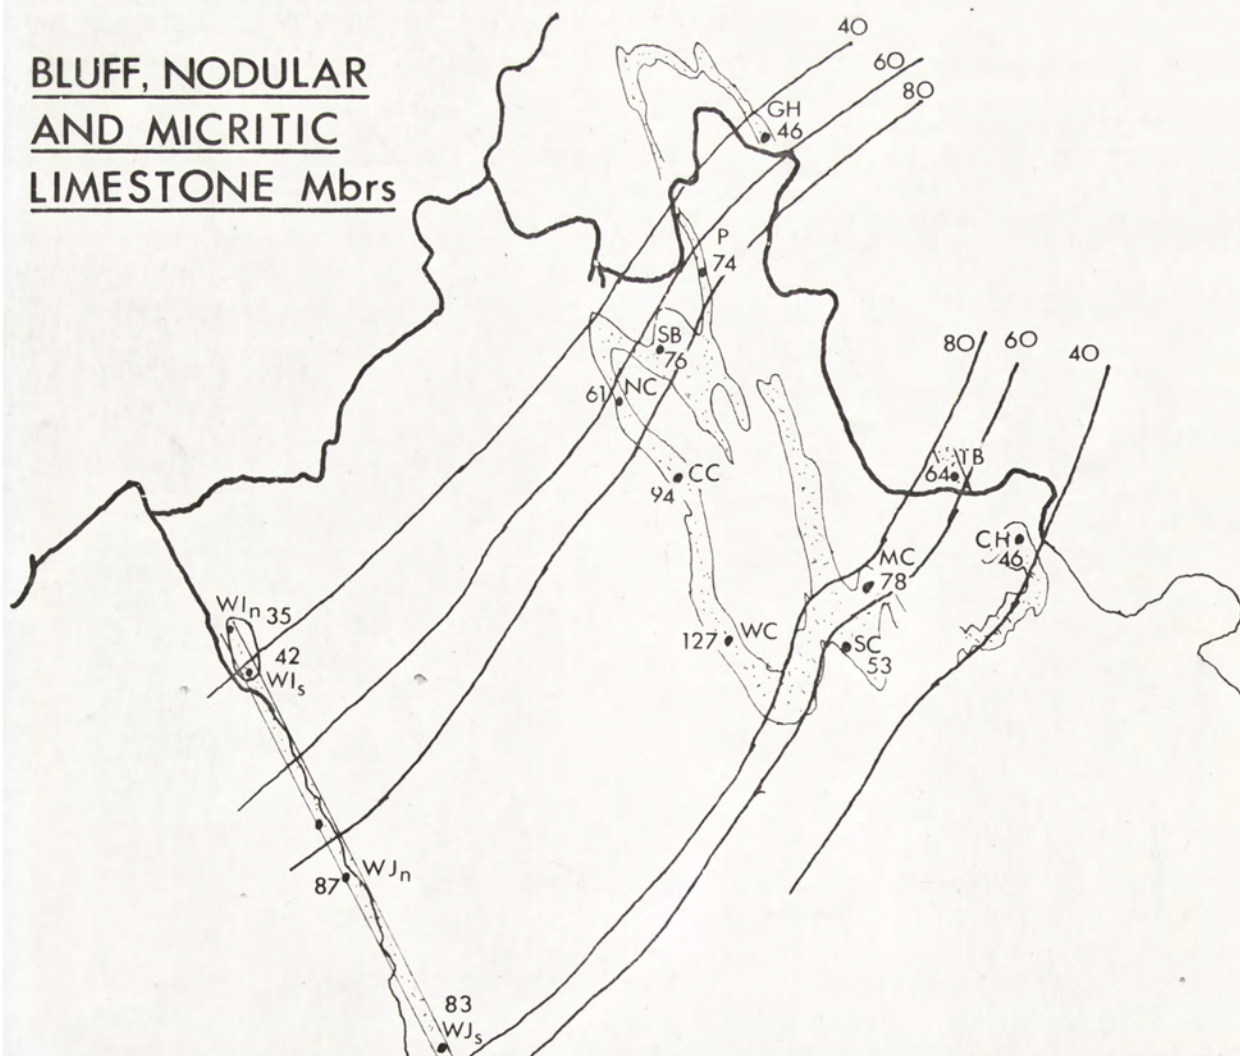 BLUFF, NODULAR
AND MICRITIC
LIMESTONE Mbrs
40
60
80
GH
46
P
74
SB
76
61 NC
CC
94
80 60 40
TB
64
CH
46
MC
78
WC
127
SC
53
WIn 35
42
WIs
WJn
87
83
WJs